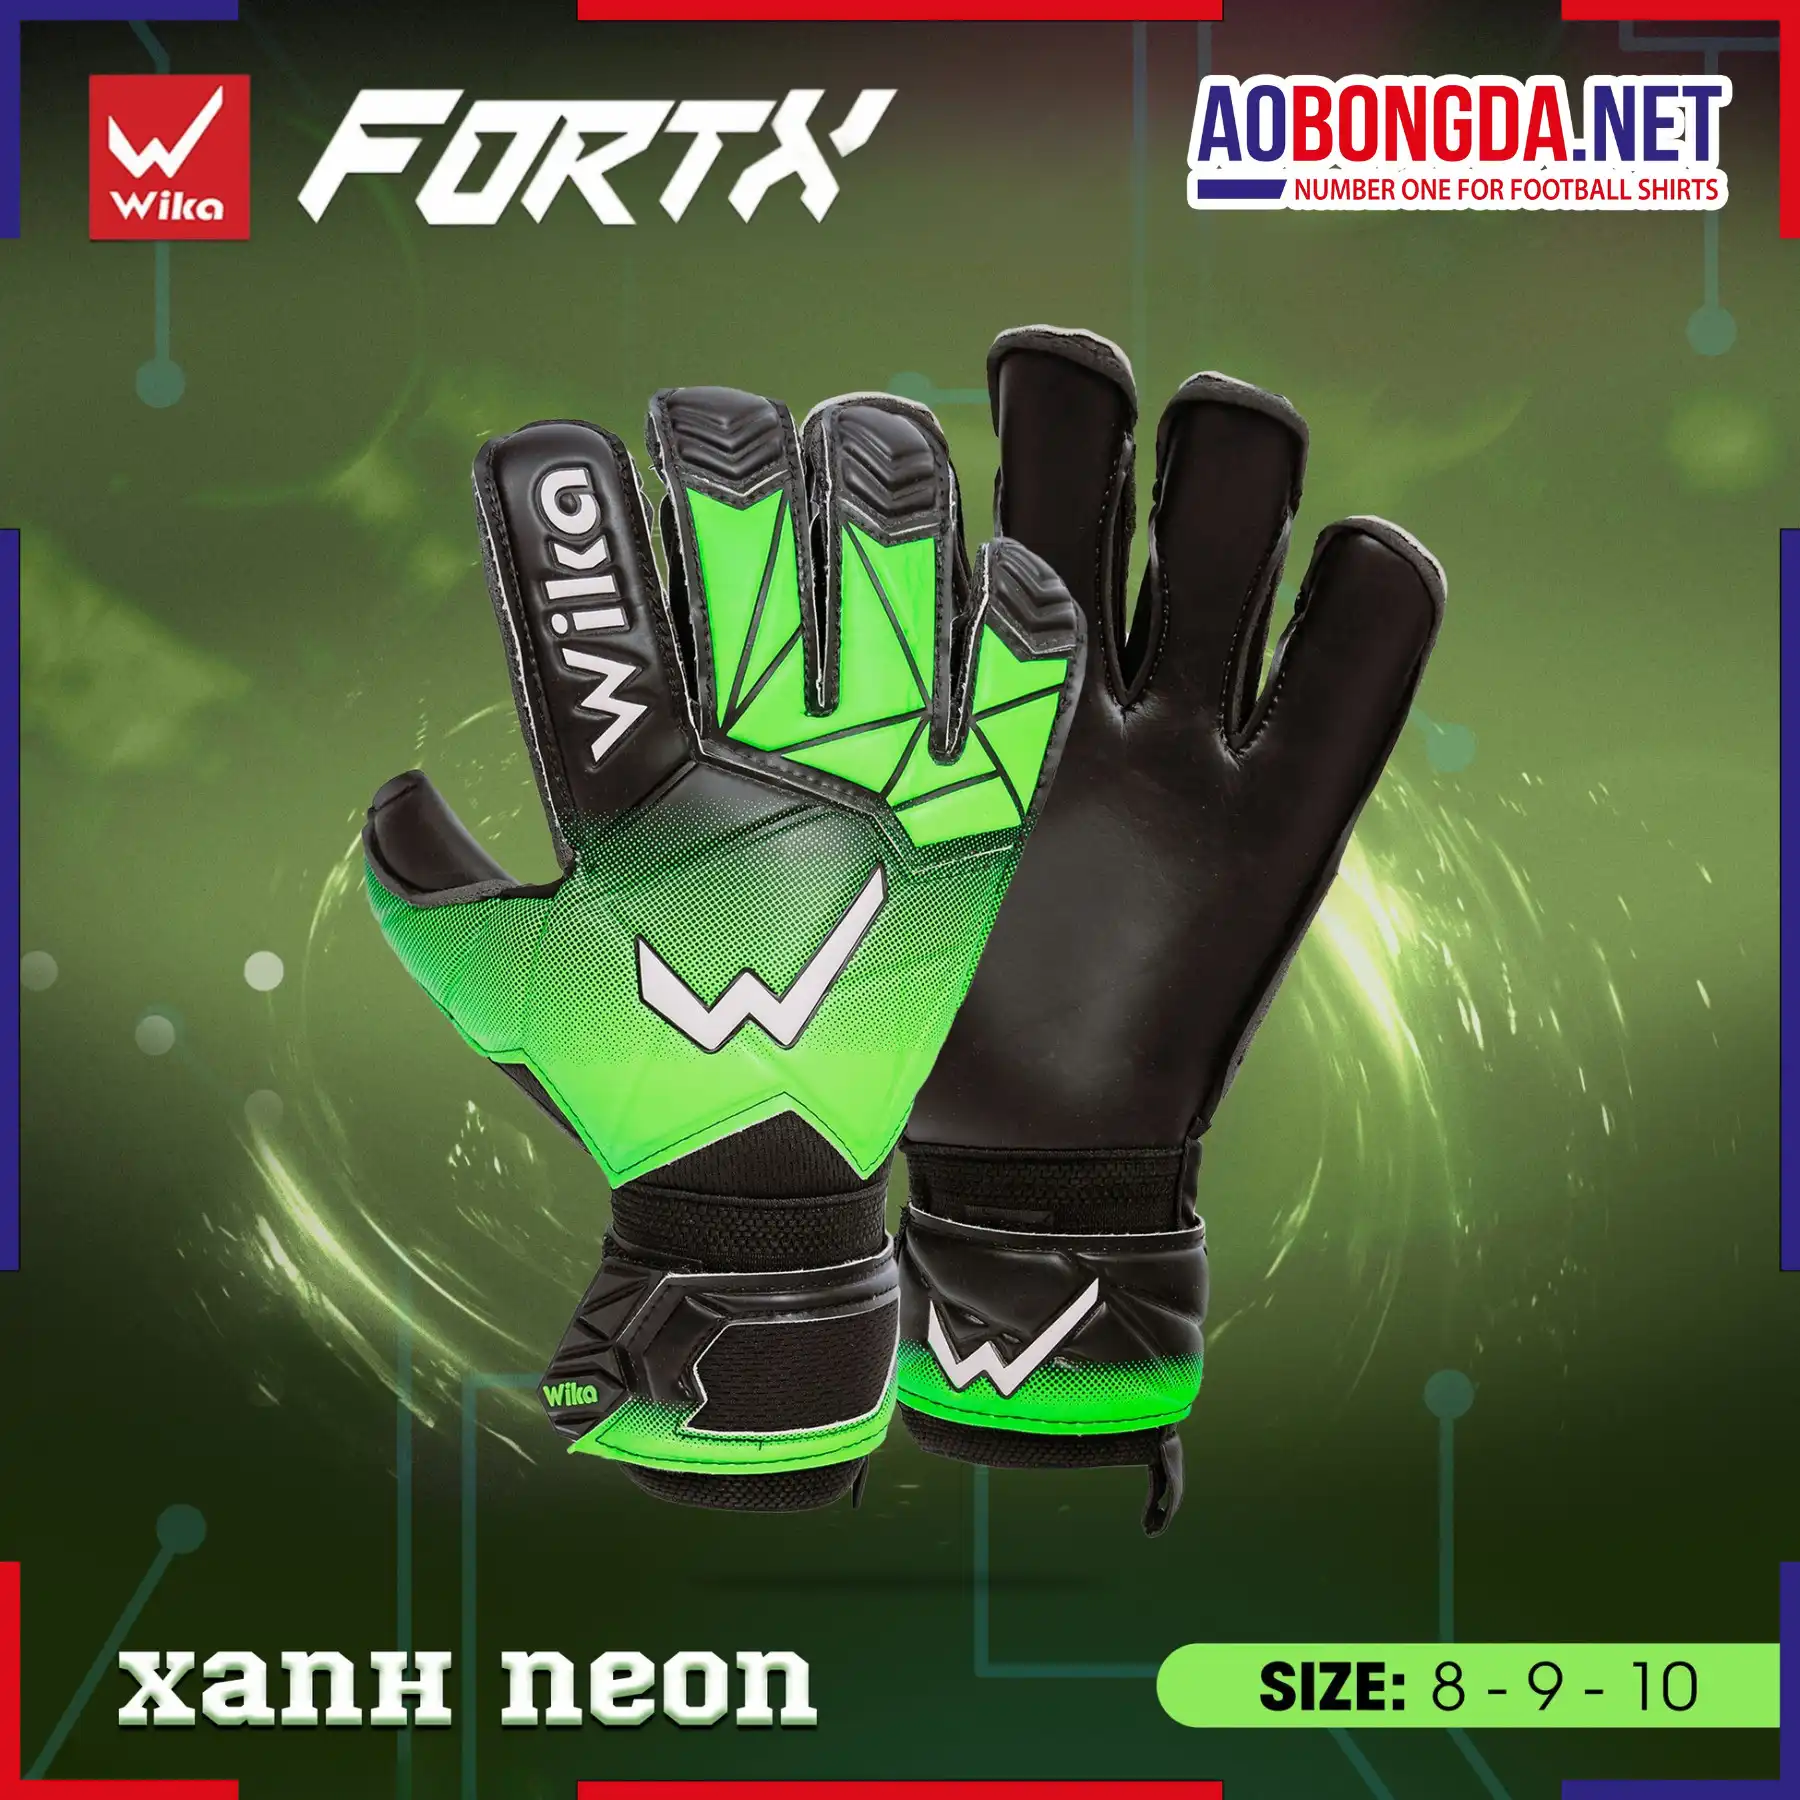 Wika
FORTX
AOBONGDA.NET
NUMBER ONE FOR FOOTBALL SHIRTS
Wika
Wika
xanh neon
SIZE: 8 - 9 - 10